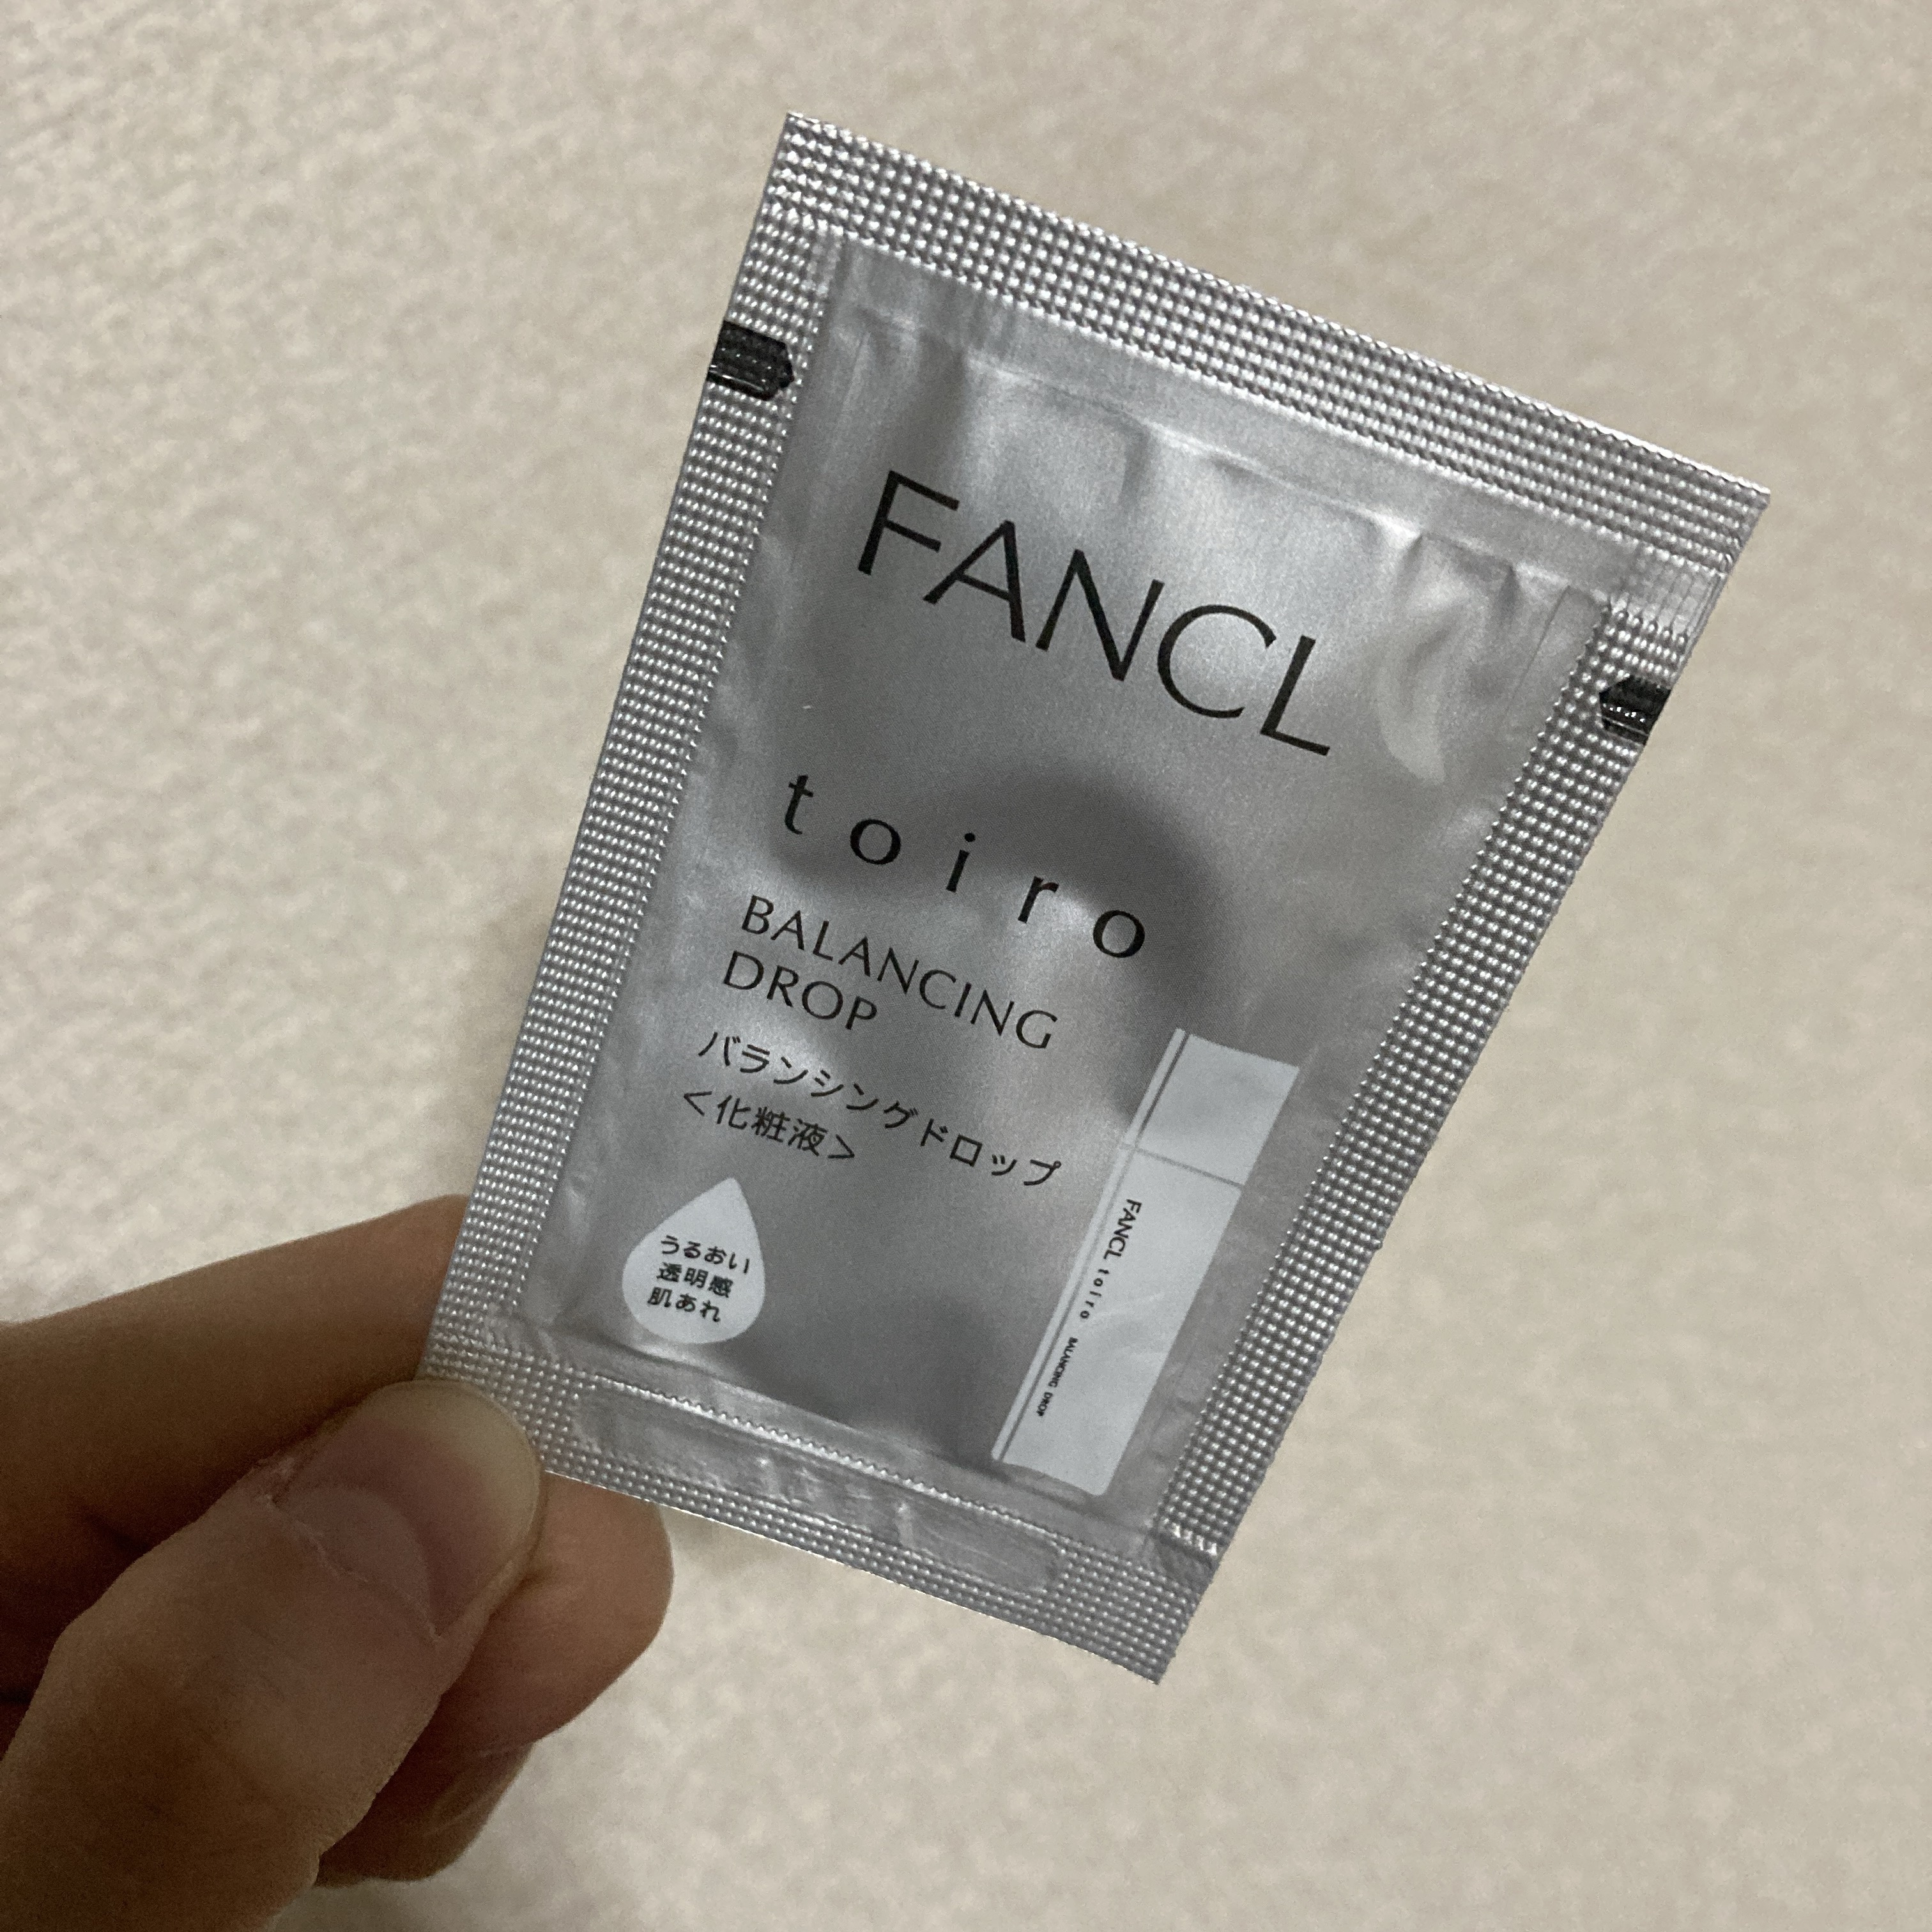 FANCL
toiro
BALANCING
DROP
バランシングドロップ
＜化粧液＞
うるおい
透明感
肌あれ
FANCL toiro BALANCING DROP